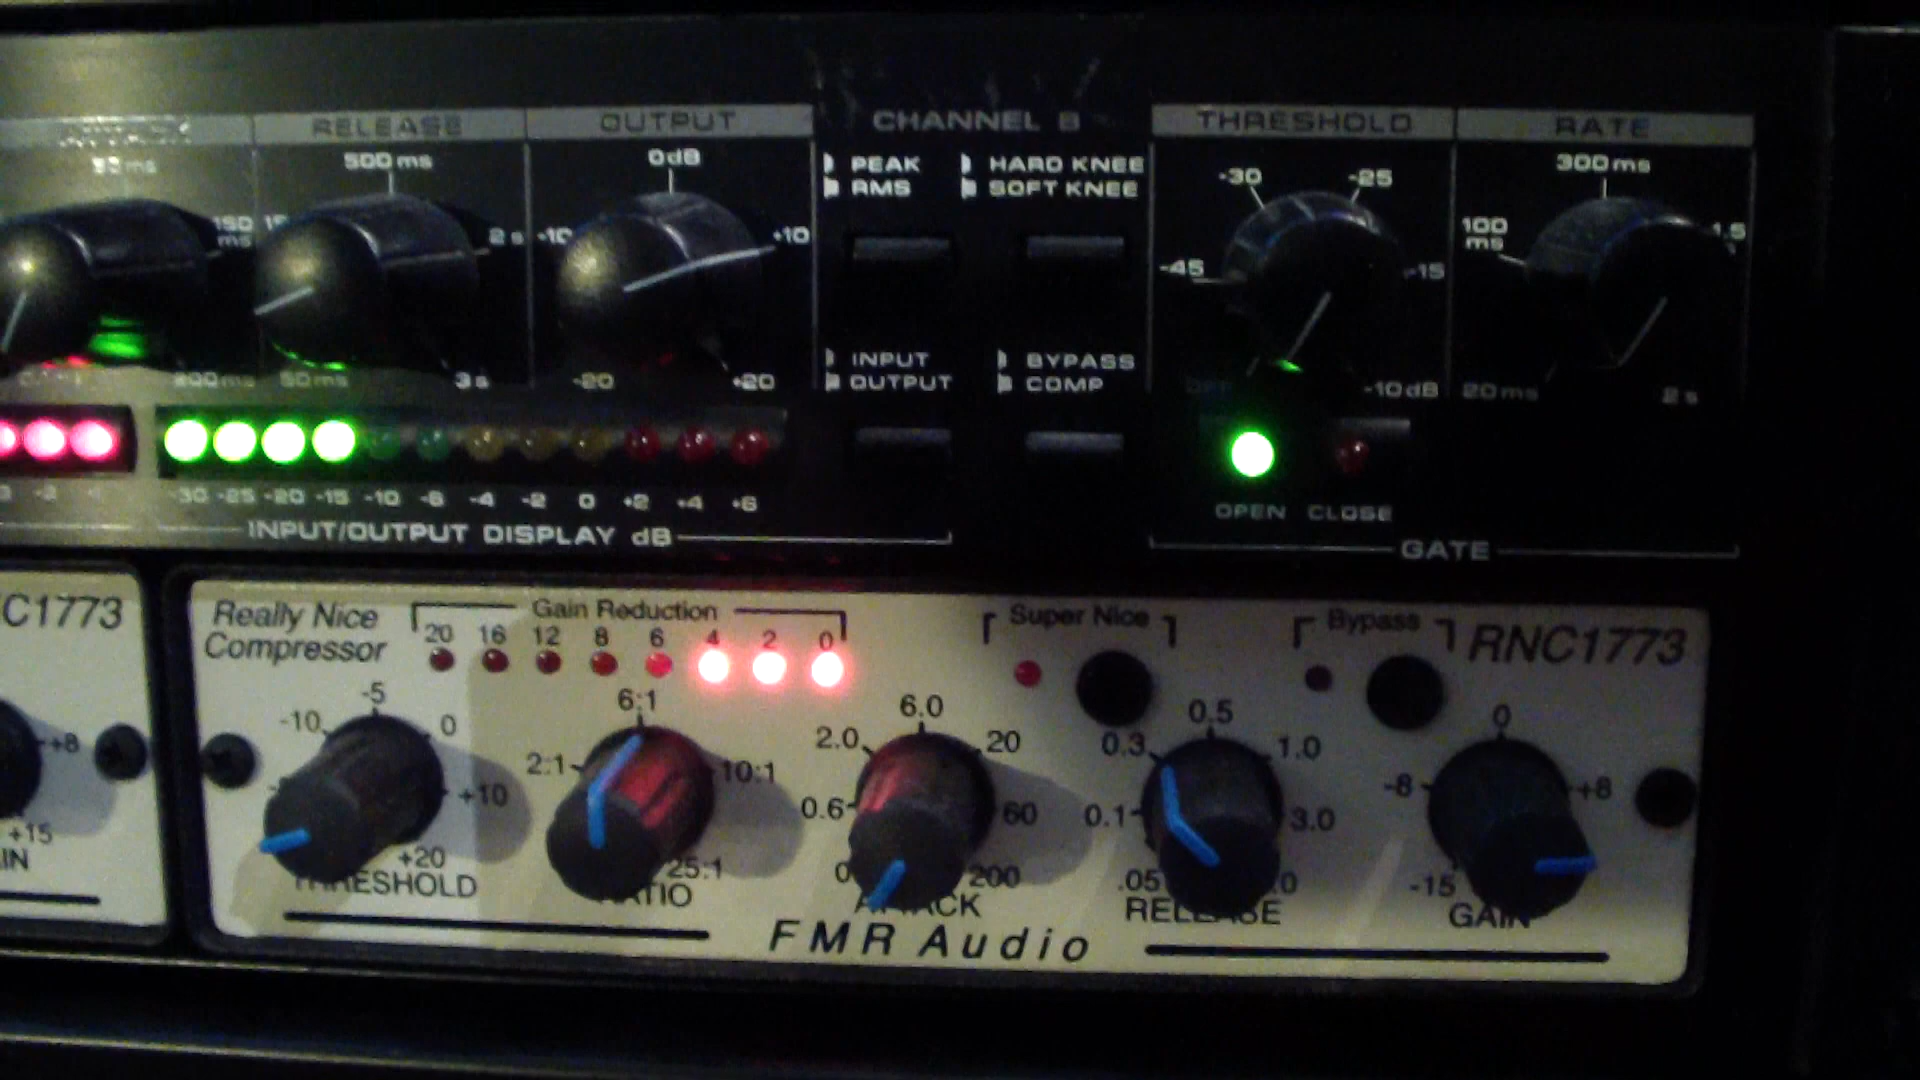 RELEASE
OUTPUT
CHANNEL B
THRESHOLD
RATE
500 ms
0dB
PEAK
RMS
HARD KNEE
SOFT KNEE
-30
-25
300 ms
150 ms
2 s
-10
+10
-45
-15
100 ms
1.5
INPUT
OUTPUT
BYPASS
COMP
50 ms
3 s
-20
+20
-10 dB
20 ms
2 s
-30 -25 -20 -15 -10 -6 -4 -2 0 +2 +4 +6
OPEN CLOSE
INPUT/OUTPUT DISPLAY dB
GATE
C1773
+8
+15
IN
Really Nice
Compressor
Gain Reduction
20 16 12 8 6 4 2 0
Super Nice
Bypass
RNC1773
-10 -5 0 +10 +20
THRESHOLD
2:1 6:1 10:1 25:1
RATIO
0 0.6 2.0 6.0 20 60 200
ATTACK
.05 0.1 0.3 0.5 1.0 3.0
RELEASE
-15 -8 0 +8
GAIN
FMR Audio